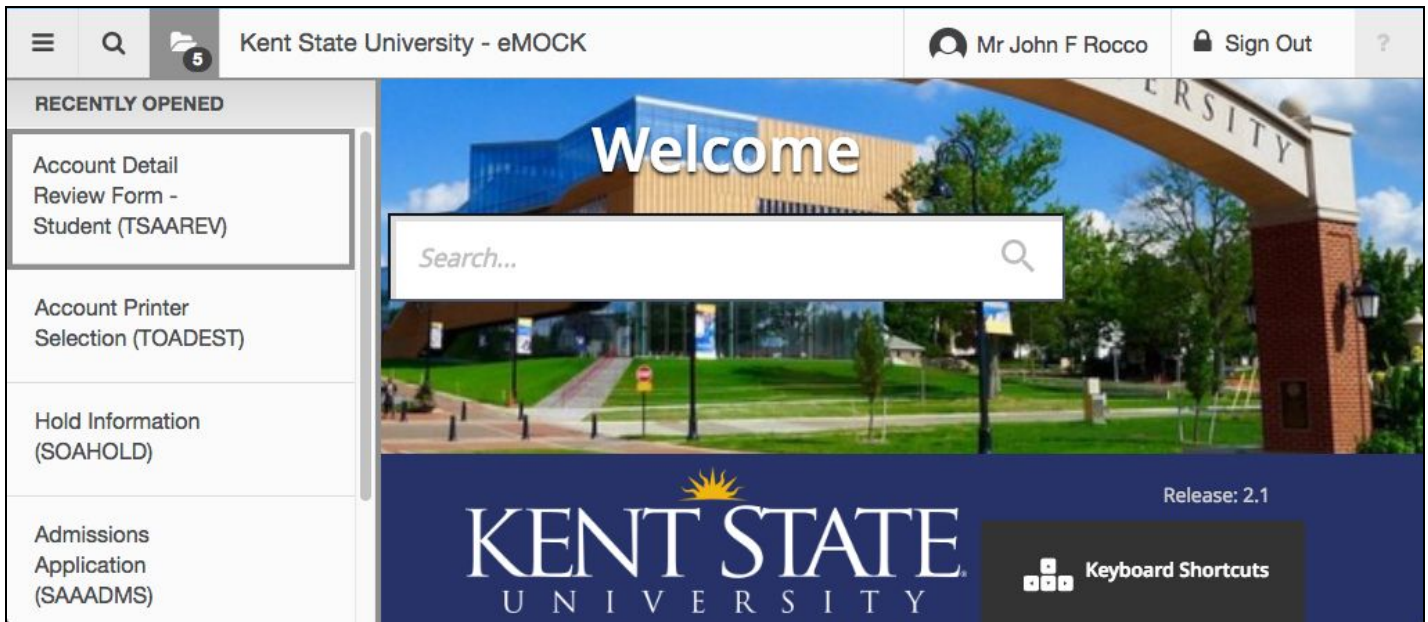 5
Kent State University - eMOCK
Mr John F Rocco
Sign Out
?
RECENTLY OPENED
Account Detail
Review Form -
Student (TSAAREV)
Account Printer
Selection (TOADEST)
Hold Information
(SOAHOLD)
Admissions
Application
(SAAADMS)
ERSITY
Welcome
Search...
KENT STATE
UNIVERSITY
Release: 2.1
Keyboard Shortcuts